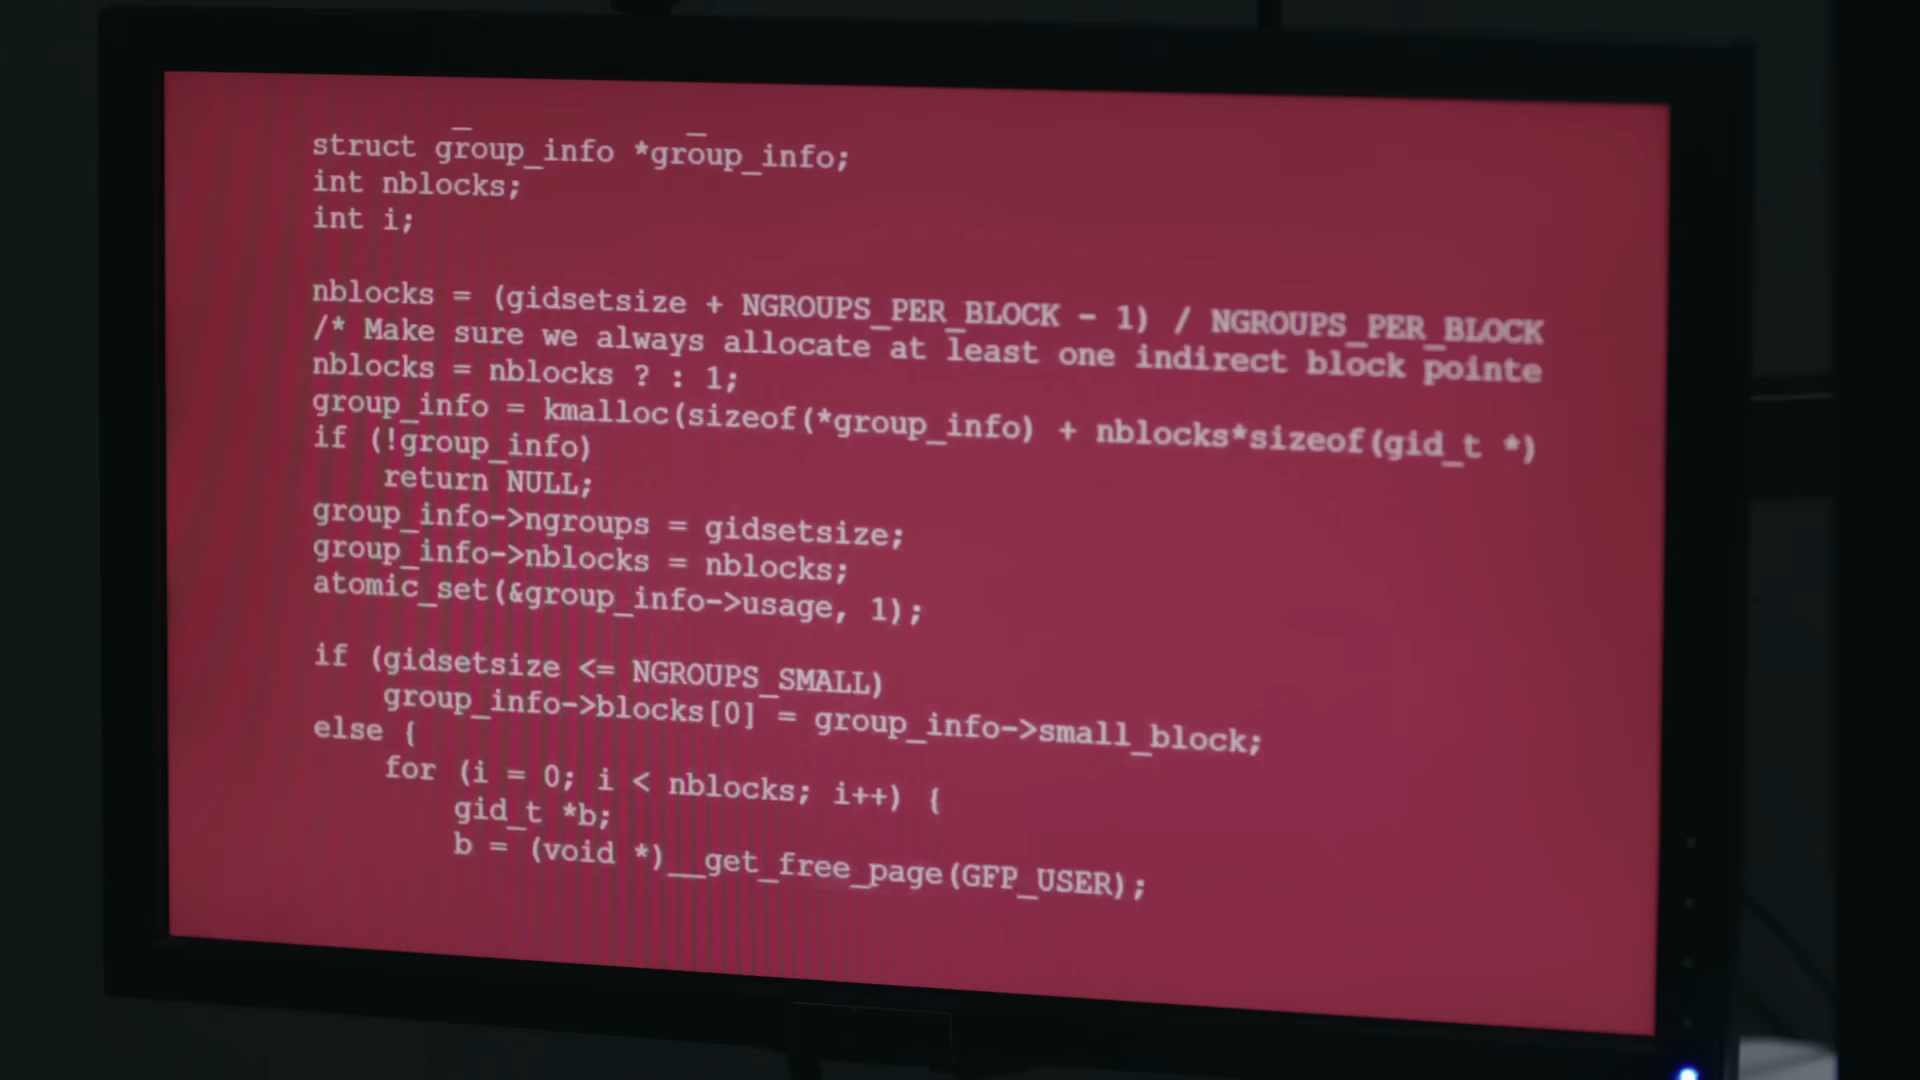 struct group_info *group_info;
int nblocks;
int i;
nblocks = (gidsetsize + NGROUPS_PER_BLOCK - 1) / NGROUPS_PER_BLOCK
/* Make sure we always allocate at least one indirect block pointe
nblocks = nblocks ? : 1;
group_info = kmalloc(sizeof(*group_info) + nblocks*sizeof(gid_t *)
if (!group_info)
return NULL;
group_info->ngroups = gidsetsize;
group_info->nblocks = nblocks;
atomic_set(&group_info->usage, 1);
if (gidsetsize <= NGROUPS_SMALL)
group_info->blocks[0] = group_info->small_block;
else {
for (i = 0; i < nblocks; i++) {
gid_t *b;
b = (void *)__get_free_page(GFP_USER);